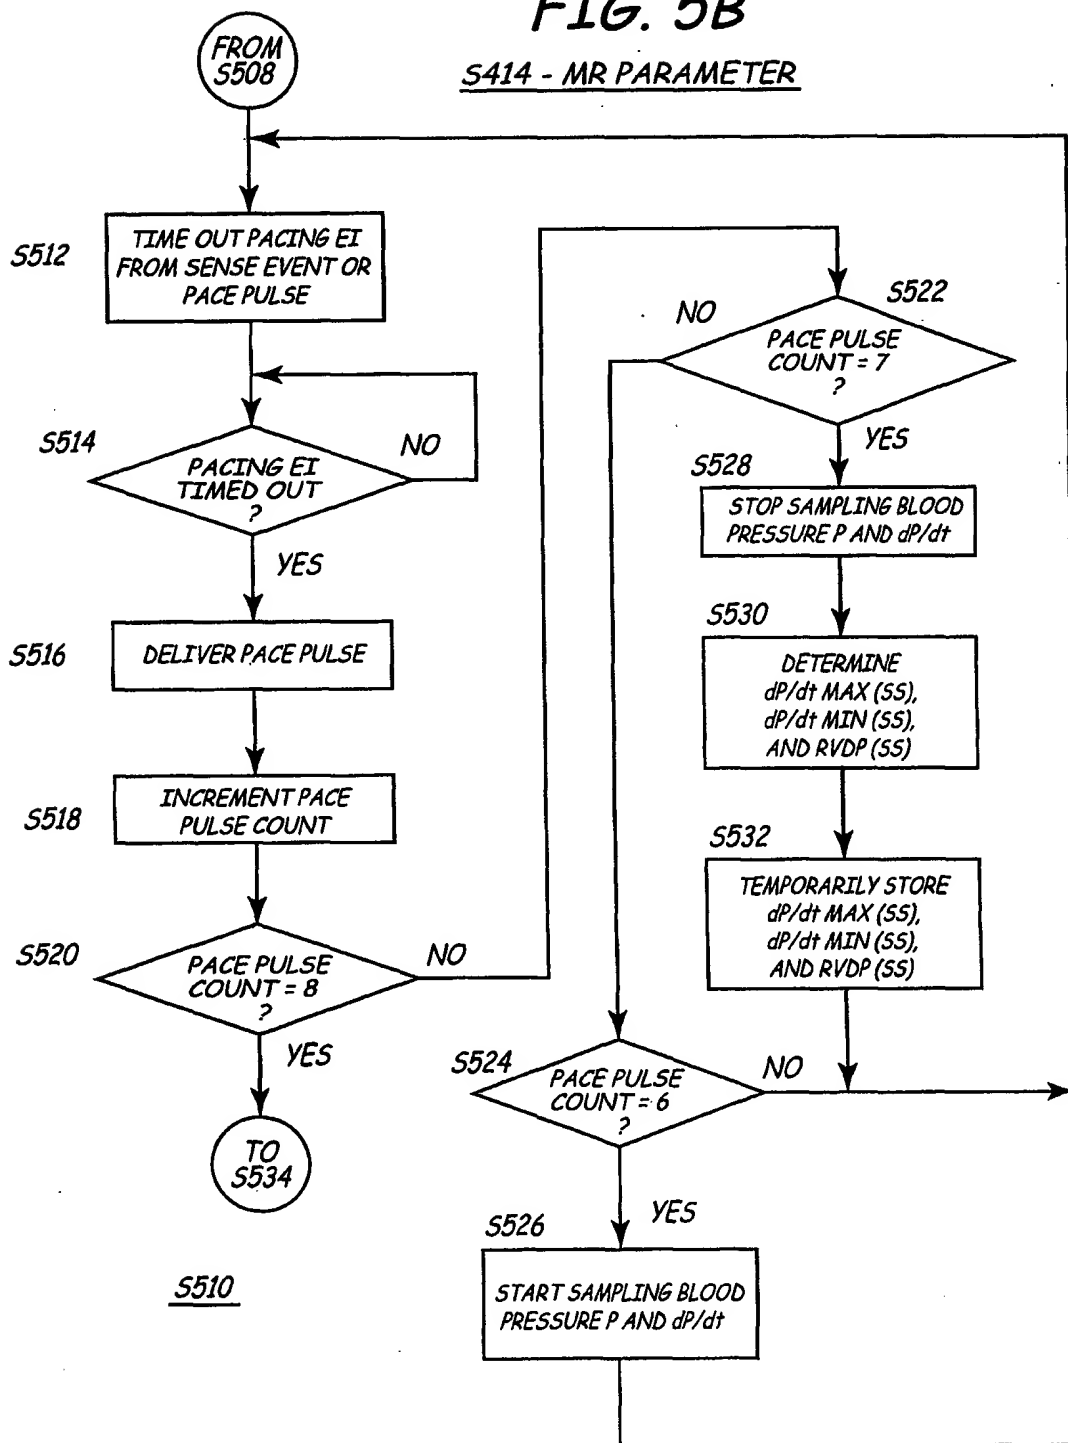 FIG. 5B
S414 - MR PARAMETER
FROM
S508
S512
TIME OUT PACING EI
FROM SENSE EVENT OR
PACE PULSE
S514
PACING EI
TIMED OUT
?
NO
YES
S516
DELIVER PACE PULSE
S518
INCREMENT PACE
PULSE COUNT
S520
PACE PULSE
COUNT = 8
?
NO
YES
TO
S534
S510
S522
PACE PULSE
COUNT = 7
?
NO
YES
S528
STOP SAMPLING BLOOD
PRESSURE P AND dP/dt
S530
DETERMINE
dP/dt MAX (SS),
dP/dt MIN (SS),
AND RVDP (SS)
S532
TEMPORARILY STORE
dP/dt MAX (SS),
dP/dt MIN (SS),
AND RVDP (SS)
S524
PACE PULSE
COUNT = 6
?
NO
YES
S526
START SAMPLING BLOOD
PRESSURE P AND dP/dt